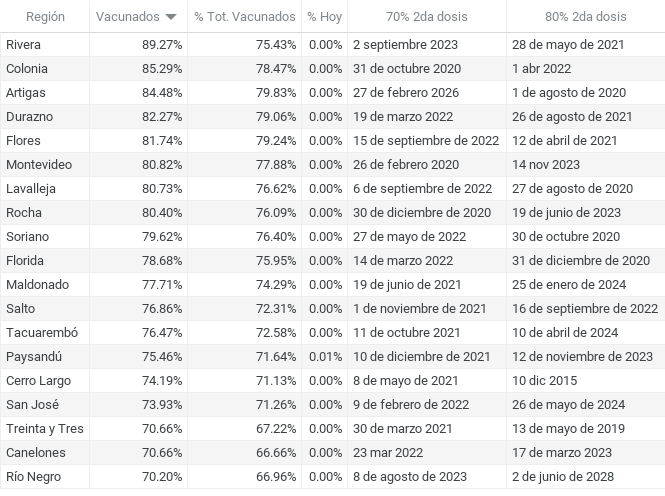 Región Vacunados % Tot. Vacunados % Hoy 70% 2da dosis 80% 2da dosis
Rivera 89.27% 75.43% 0.00% 2 septiembre 2023 28 de mayo de 2021
Colonia 85.29% 78.47% 0.00% 31 de octubre 2020 1 abr 2022
Artigas 84.48% 79.83% 0.00% 27 de febrero 2026 1 de agosto de 2020
Durazno 82.27% 79.06% 0.00% 19 de marzo 2022 26 de agosto de 2021
Flores 81.74% 79.24% 0.00% 15 de septiembre de 2022 12 de abril de 2021
Montevideo 80.82% 77.88% 0.00% 26 de febrero 2020 14 nov 2023
Lavalleja 80.73% 76.62% 0.00% 6 de septiembre de 2022 27 de agosto de 2020
Rocha 80.40% 76.09% 0.00% 30 de diciembre de 2020 19 de junio de 2023
Soriano 79.62% 76.40% 0.00% 27 de mayo de 2022 30 de octubre 2020
Florida 78.68% 75.95% 0.00% 14 de marzo 2022 31 de diciembre de 2020
Maldonado 77.71% 74.29% 0.00% 19 de junio de 2021 25 de enero de 2024
Salto 76.86% 72.31% 0.00% 1 de noviembre de 2021 16 de septiembre de 2022
Tacuarembó 76.47% 72.58% 0.00% 11 de octubre 2021 10 de abril de 2024
Paysandú 75.46% 71.64% 0.01% 10 de diciembre de 2021 12 de noviembre de 2023
Cerro Largo 74.19% 71.13% 0.00% 8 de mayo de 2021 10 dic 2015
San José 73.93% 71.26% 0.00% 9 de febrero de 2022 26 de mayo de 2024
Treinta y Tres 70.66% 67.22% 0.00% 30 de marzo 2021 13 de mayo de 2019
Canelones 70.66% 66.66% 0.00% 23 mar 2022 17 de marzo 2023
Río Negro 70.20% 66.96% 0.00% 8 de agosto de 2023 2 de junio de 2028